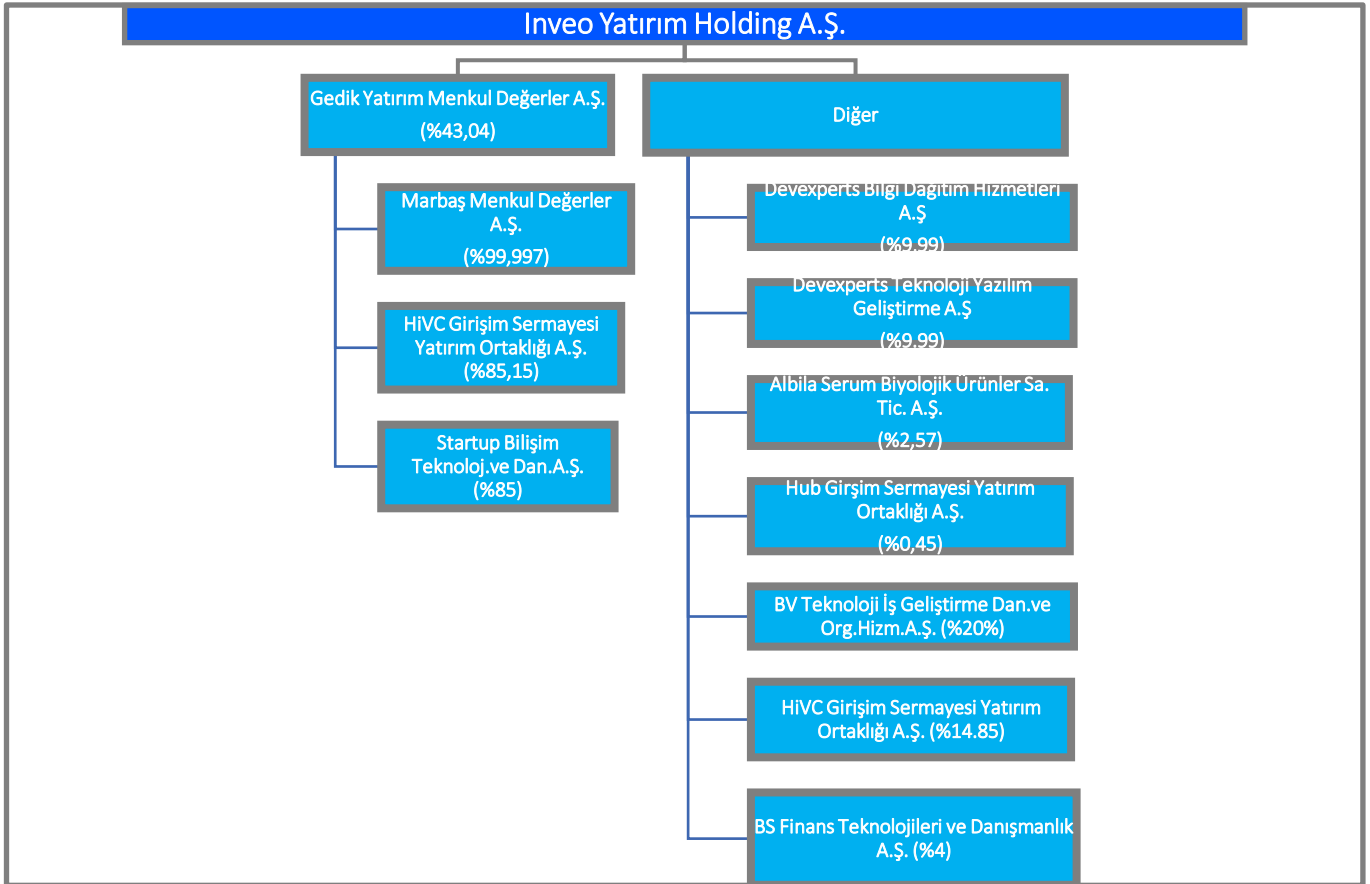 Inveo Yatırım Holding A.Ş.
Gedik Yatırım Menkul Değerler A.Ş.
(%43,04)
Marbaş Menkul Değerler
A.Ş.
(%99,997)
HiVC Girişim Sermayesi
Yatırım Ortaklığı A.Ş.
(%85,15)
Startup Bilişim
Teknoloj.ve Dan.A.Ş.
(%85)
Diğer
Devexperts Bilgi Dağıtım Hizmetleri
A.Ş
(%9,99)
Devexperts Teknoloji Yazılım
Geliştirme A.Ş
(%9.99)
Albila Serum Biyolojik Ürünler Sa.
Tic. A.Ş.
(%2,57)
Hub Girşim Sermayesi Yatırım
Ortaklığı A.Ş.
(%0,45)
BV Teknoloji İş Geliştirme Dan.ve
Org.Hizm.A.Ş. (%20%)
HiVC Girişim Sermayesi Yatırım
Ortaklığı A.Ş. (%14.85)
BS Finans Teknolojileri ve Danışmanlık
A.Ş. (%4)